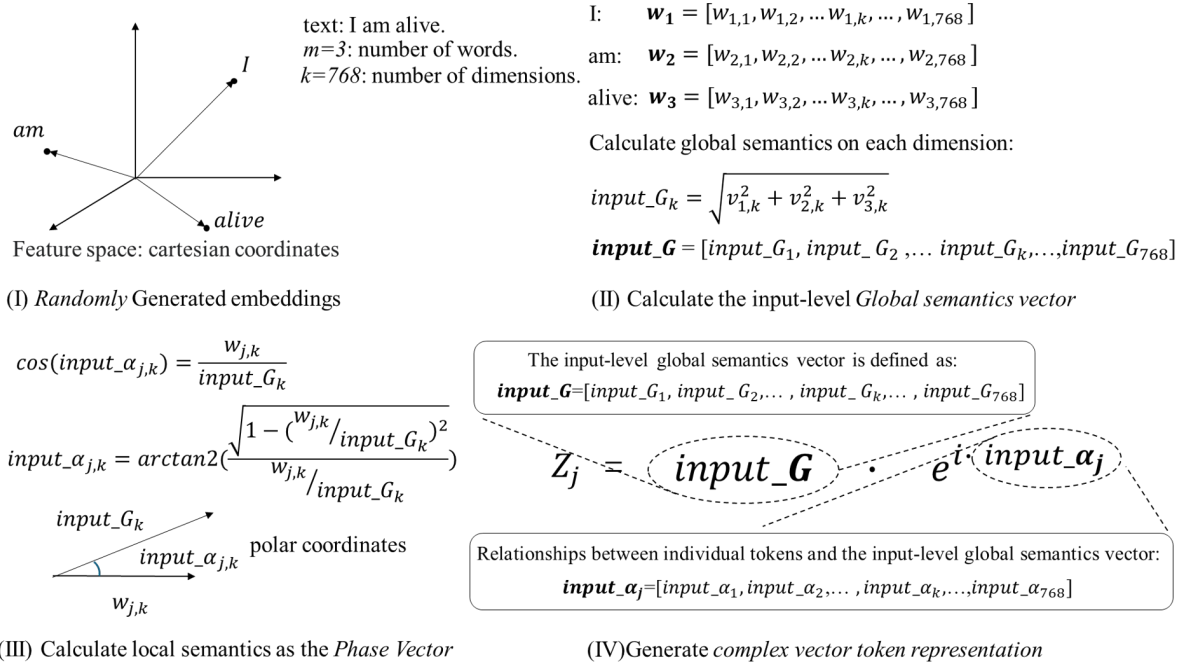 text: I am alive.
m=3: number of words.
k=768: number of dimensions.
I
am
alive
Feature space: cartesian coordinates
(I) Randomly Generated embeddings
I: w₁ = [w₁,₁, w₁,₂, … w₁,ₖ, … , w₁,₇₆₈ ]
am: w₂ = [w₂,₁, w₂,₂, … w₂,ₖ, … , w₂,₇₆₈ ]
alive: w₃ = [w₃,₁, w₃,₂, … w₃,ₖ, … , w₃,₇₆₈ ]
Calculate global semantics on each dimension:
input_Gₖ = √(v²₁,ₖ + v²₂,ₖ + v²₃,ₖ)
input_G = [input_G₁, input_ G₂ ,… input_Gₖ,…,input_G₇₆₈]
(II) Calculate the input-level Global semantics vector
cos(input_αⱼ,ₖ) = wⱼ,ₖ / input_Gₖ
input_αⱼ,ₖ = arctan2(√(1 − (wⱼ,ₖ/input_Gₖ)²) / wⱼ,ₖ/input_Gₖ)
input_Gₖ
input_αⱼ,ₖ
polar coordinates
wⱼ,ₖ
(III) Calculate local semantics as the Phase Vector
The input-level global semantics vector is defined as:
input_G=[input_G₁, input_ G₂,… , input_ Gₖ,… , input_G₇₆₈]
Zⱼ = input_G · e^(i·input_αⱼ)
Relationships between individual tokens and the input-level global semantics vector:
input_αⱼ=[input_α₁,input_α₂,… ,input_αₖ,…,input_α₇₆₈]
(IV)Generate complex vector token representation